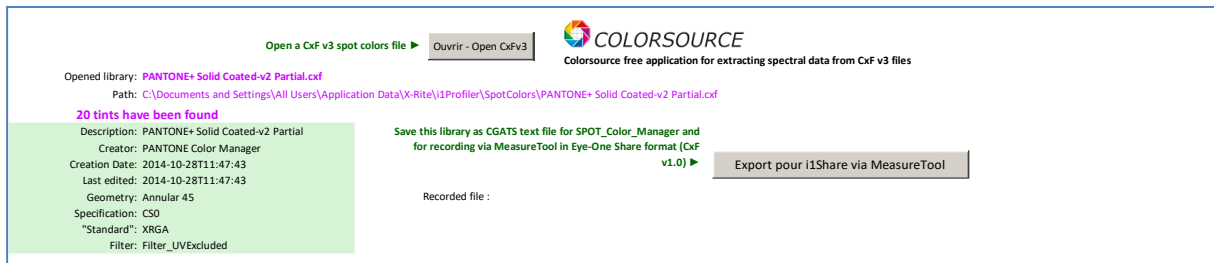 Open a CxF v3 spot colors file ►
Ouvrir - Open CxFv3
COLORSOURCE
Colorsource free application for extracting spectral data from CxF v3 files
Opened library: PANTONE+ Solid Coated-v2 Partial.cxf
Path: C:\Documents and Settings\All Users\Application Data\X-Rite\i1Profiler\SpotColors\PANTONE+ Solid Coated-v2 Partial.cxf
20 tints have been found
Description: PANTONE+ Solid Coated-v2 Partial
Creator: PANTONE Color Manager
Creation Date: 2014-10-28T11:47:43
Last edited: 2014-10-28T11:47:43
Geometry: Annular 45
Specification: CS0
"Standard": XRGA
Filter: Filter_UVExcluded
Save this library as CGATS text file for SPOT_Color_Manager and
for recording via MeasureTool in Eye-One Share format (CxF
v1.0) ►
Export pour i1Share via MeasureTool
Recorded file :